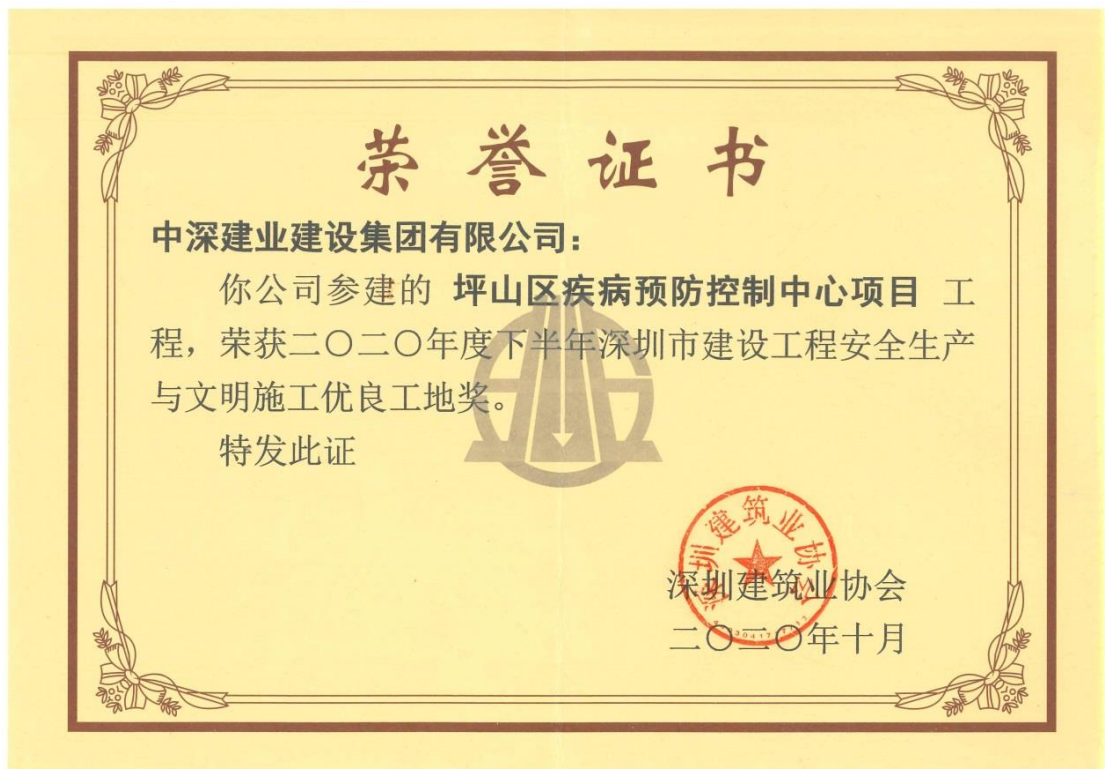 荣誉证书
中深建业建设集团有限公司：
你公司参建的 坪山区疾病预防控制中心项目 工
程，荣获二〇二〇年度下半年深圳市建设工程安全生产
与文明施工优良工地奖。
特发此证
深圳建筑业协会
深圳建筑业协会
二〇二〇年十月